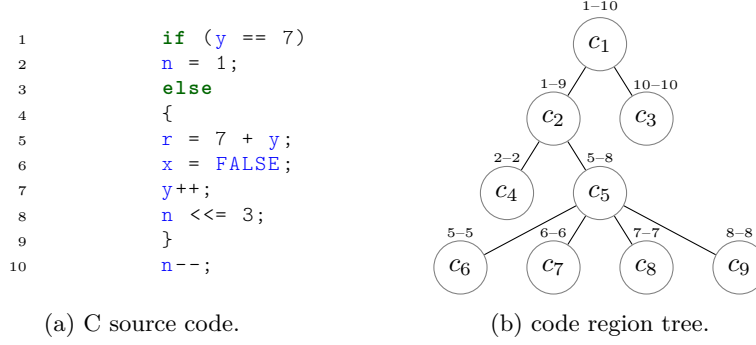 1 if (y == 7)
2 n = 1;
3 else
4 {
5 r = 7 + y;
6 x = FALSE;
7 y++;
8 n <<= 3;
9 }
10 n--;
(a) C source code.
1–10
c1
1–9
c2
10–10
c3
2–2
c4
5–8
c5
5–5
c6
6–6
c7
7–7
c8
8–8
c9
(b) code region tree.